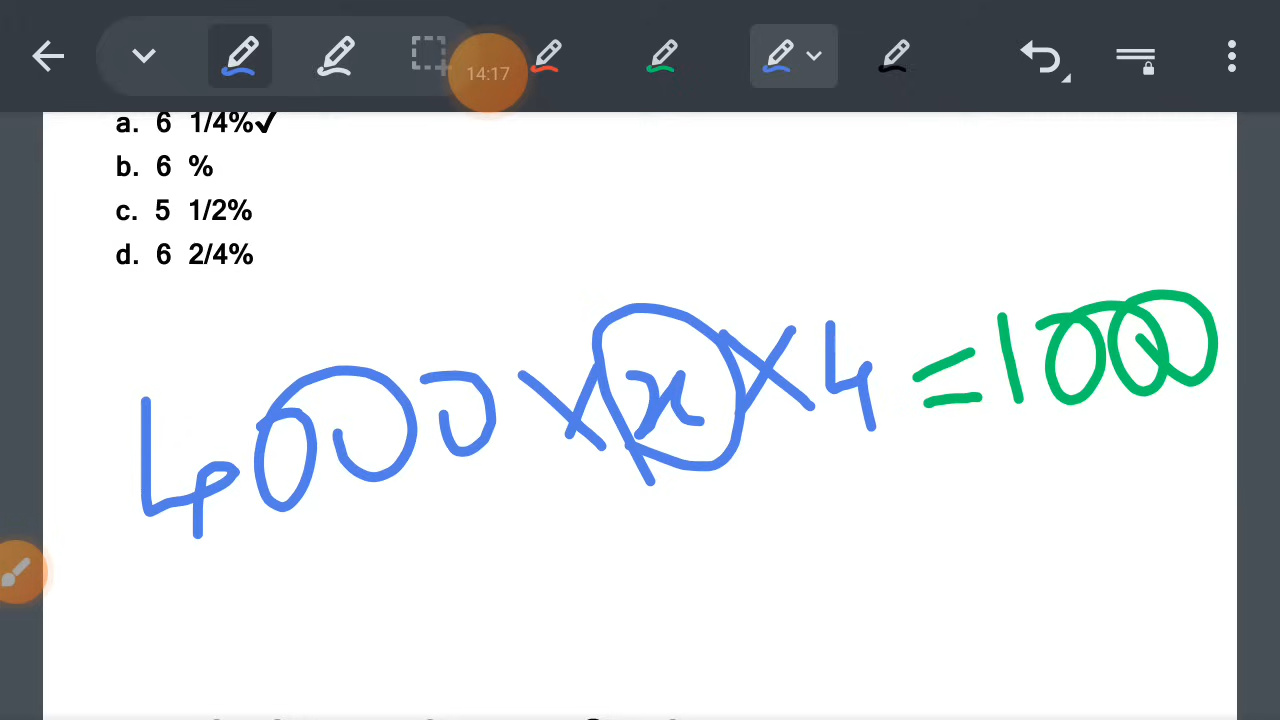 14:17
a. 6 1/4%✓
b. 6 %
c. 5 1/2%
d. 6 2/4%
4000 × x × 4 = 1000